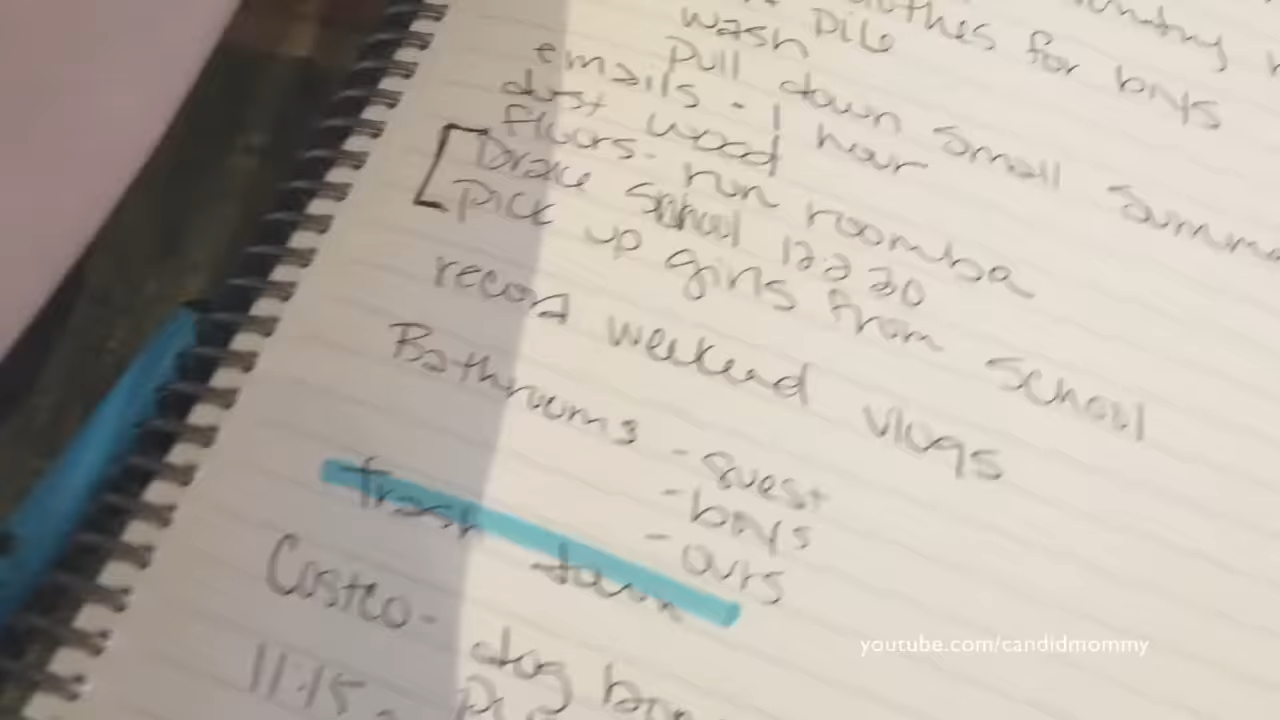 clothes for boys
wash pile
Pull down small summer
emails - 1 hour
dust wood
floors - run roomba
Drake school 12:20
Pick up girls from school
record weekend vlogs
Bathrooms - guest
- boys
- ours
trash down
Costco - dog
11:15 -
youtube.com/candidmommy